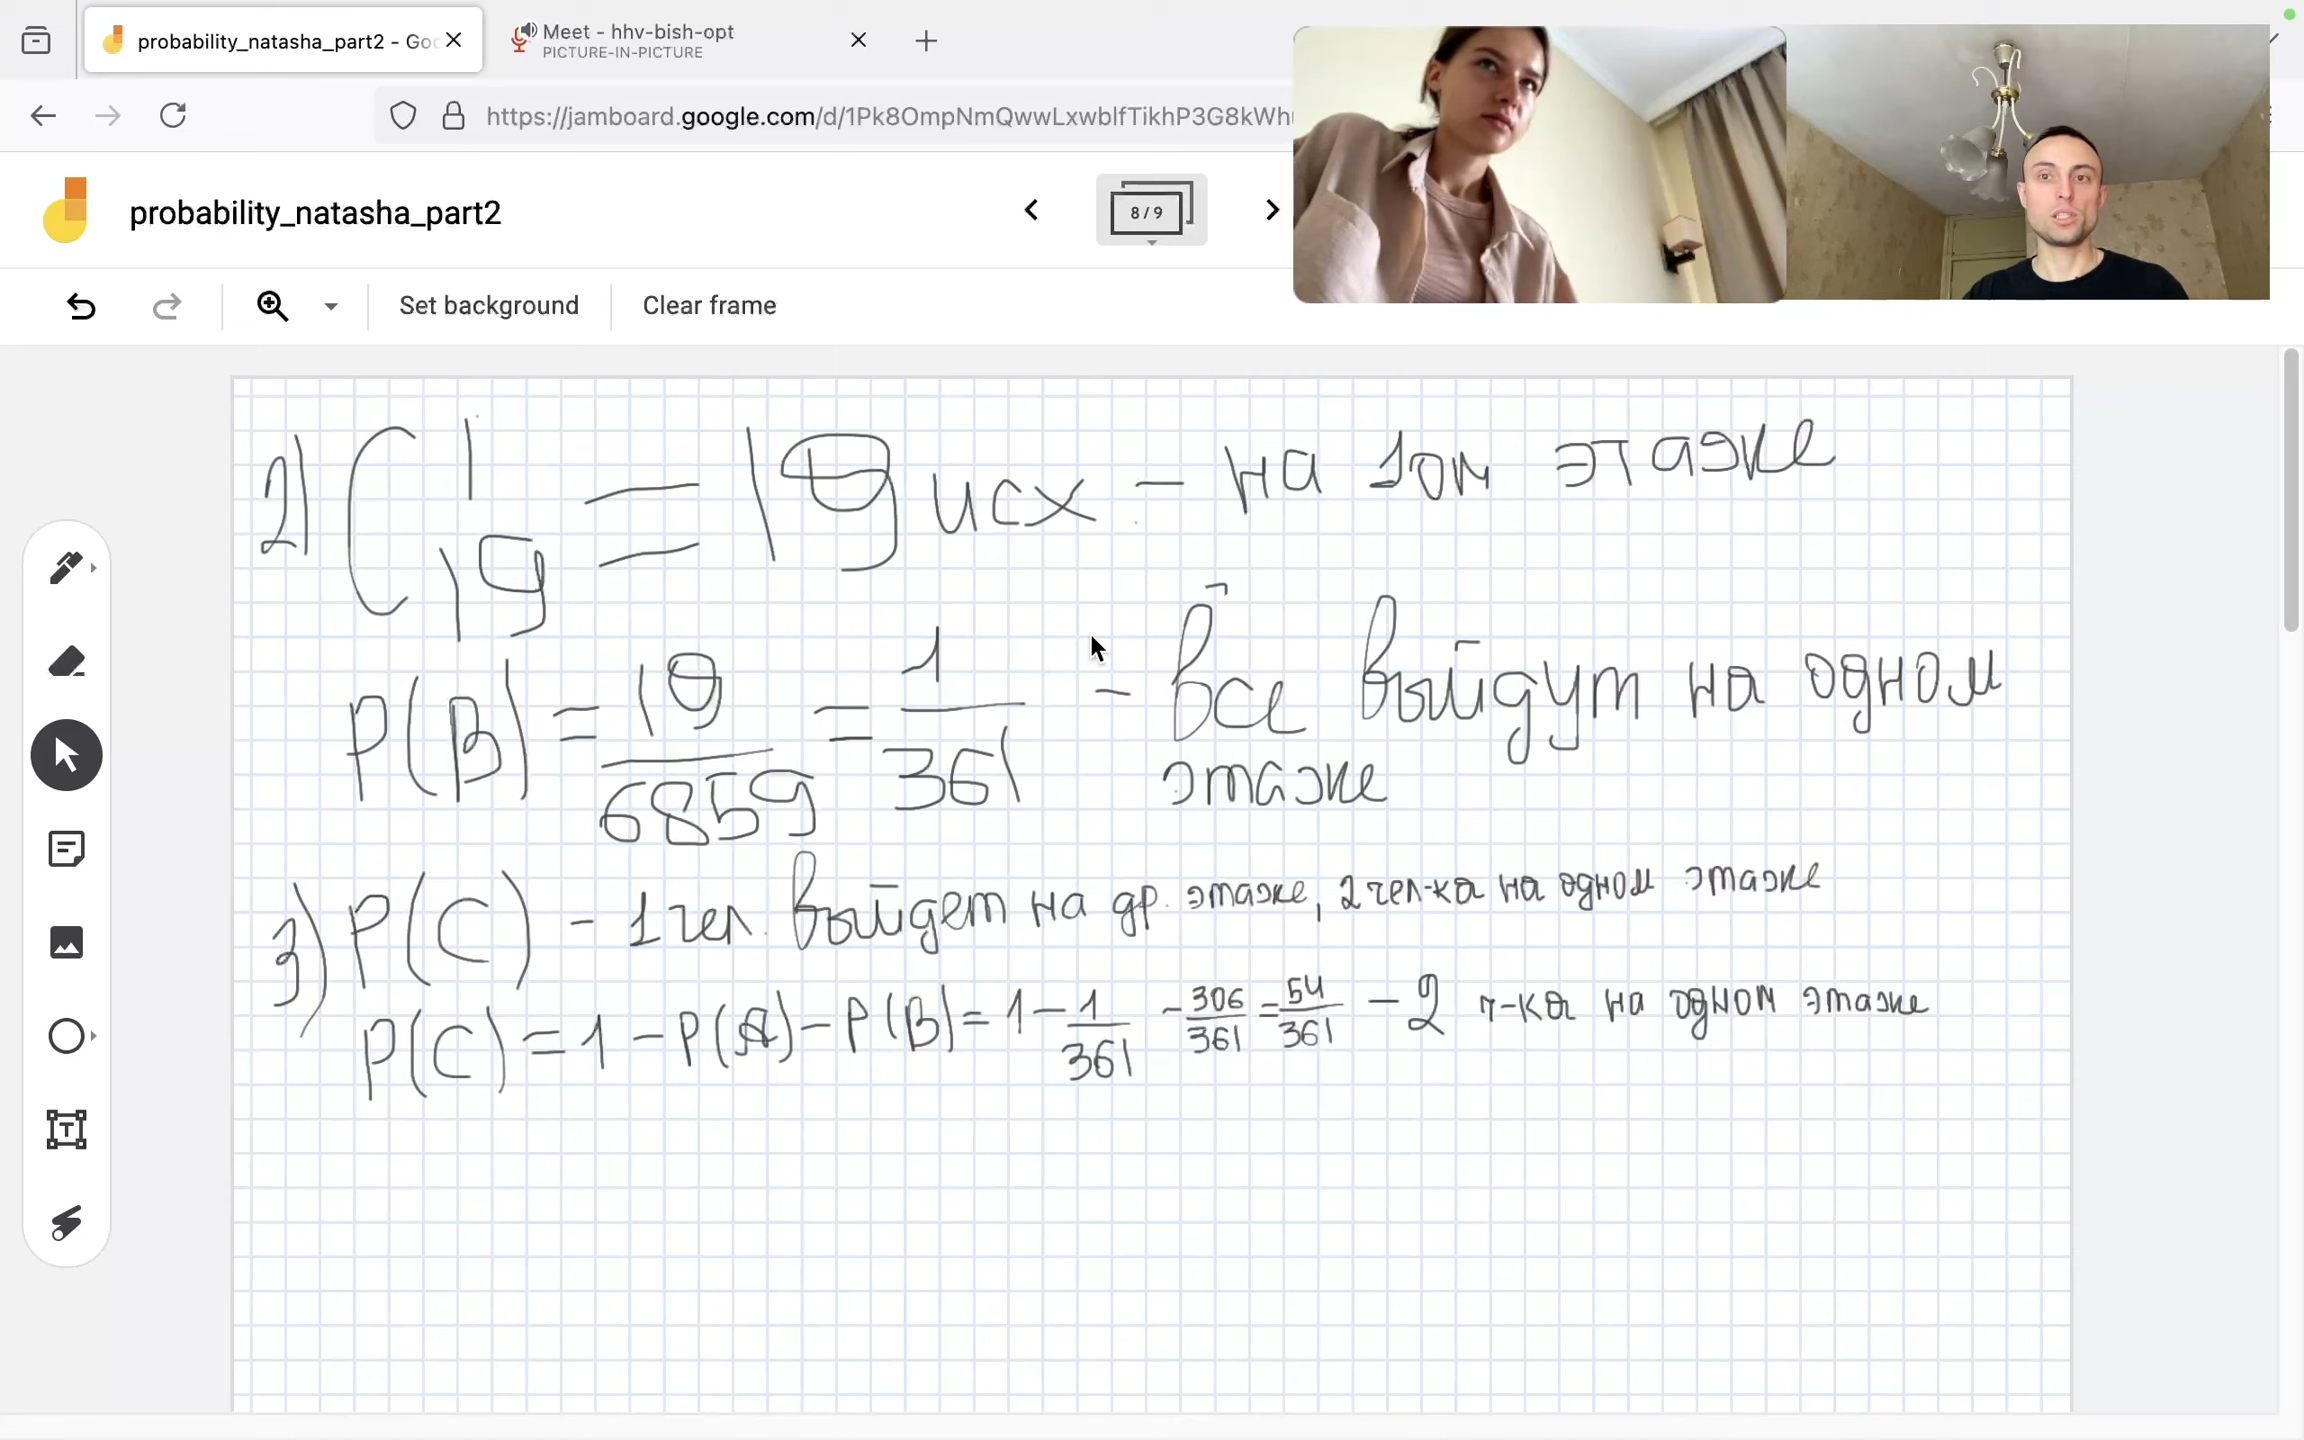 probability_natasha_part2 - Goo
Meet - hhv-bish-opt
PICTURE-IN-PICTURE
https://jamboard.google.com/d/1Pk8OmpNmQwwLxwblfTikhP3G8kWh
probability_natasha_part2
8 / 9
Set background
Clear frame
2) C¹₁₉ = 19 исх - на 1ом этаже
P(B) = 19/6859 = 1/361 - все выйдут на одном
этаже
3) P(C) - 1 чел. выйдет на др. этаже, 2 чел-ка на одном этаже
P(C) = 1 - P(A) - P(B) = 1 - 1/361 - 306/361 = 54/361 - 2 ч-ка на одном этаже